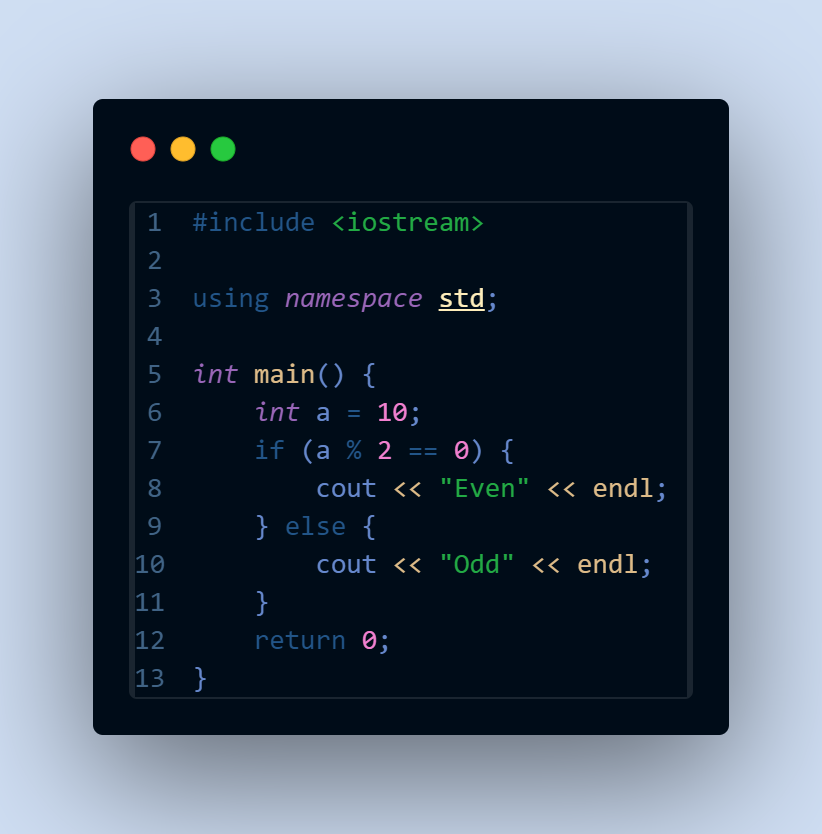 1 #include <iostream>
2
3 using namespace std;
4
5 int main() {
6     int a = 10;
7     if (a % 2 == 0) {
8         cout << "Even" << endl;
9     } else {
10         cout << "Odd" << endl;
11     }
12     return 0;
13 }